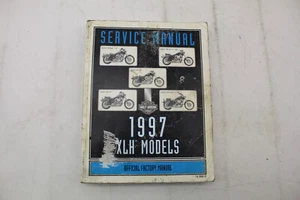 SERVICE MANUAL
1997
XLH MODELS
OFFICIAL FACTORY MANUAL